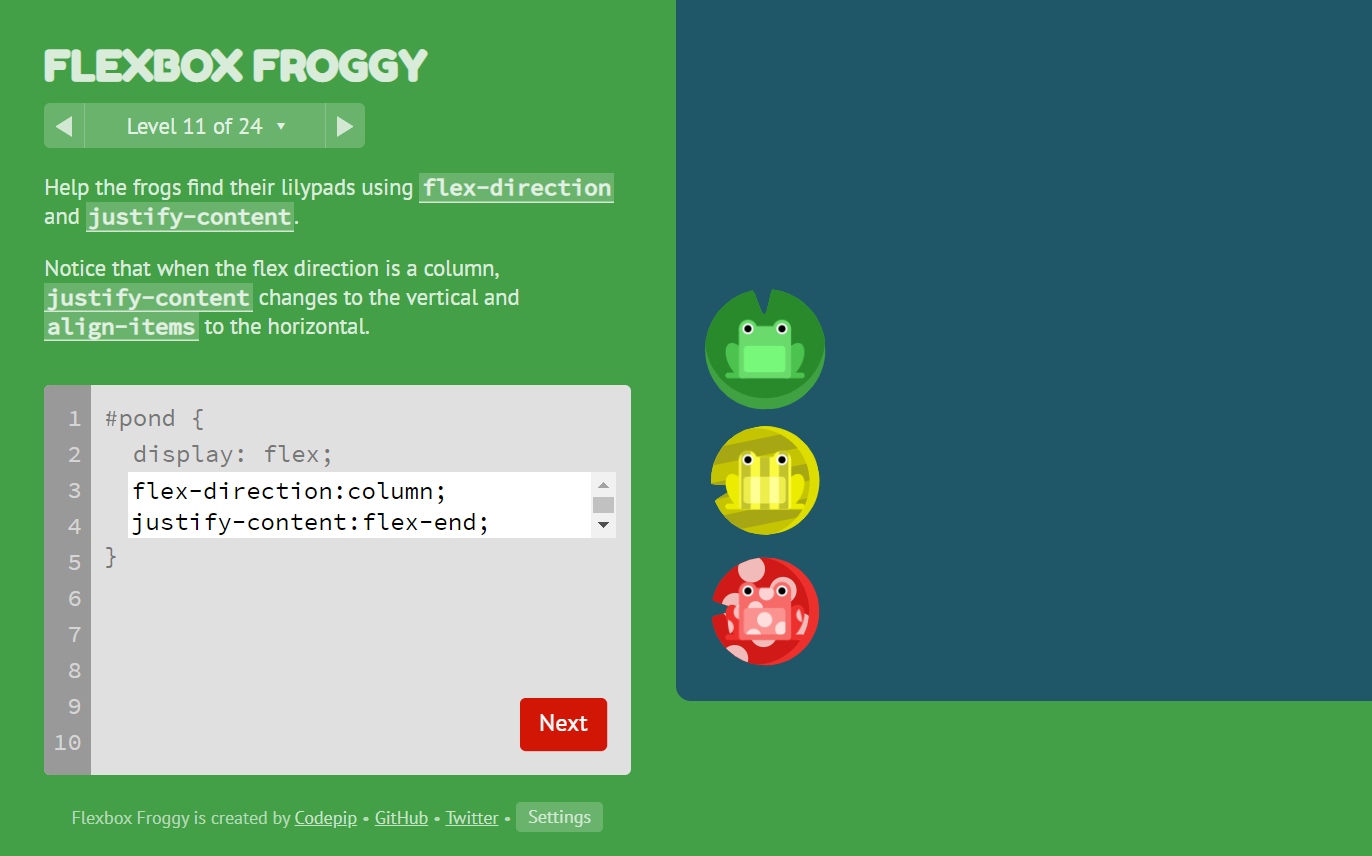 FLEXBOX FROGGY
Level 11 of 24
Help the frogs find their lilypads using flex-direction
and justify-content.
Notice that when the flex direction is a column,
justify-content changes to the vertical and
align-items to the horizontal.
1 #pond {
2 display: flex;
3 flex-direction:column;
4 justify-content:flex-end;
5 }
6
7
8
9
10
Next
Flexbox Froggy is created by Codepip • GitHub • Twitter • Settings